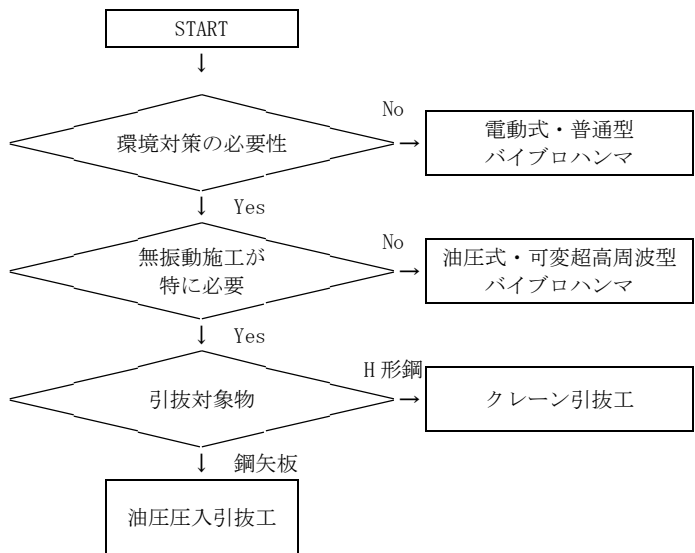 START
↓
環境対策の必要性
No
→
電動式・普通型
バイブロハンマ
↓ Yes
無振動施工が
特に必要
No
→
油圧式・可変超高周波型
バイブロハンマ
↓ Yes
引抜対象物
H形鋼
→
クレーン引抜工
↓ 鋼矢板
油圧圧入引抜工